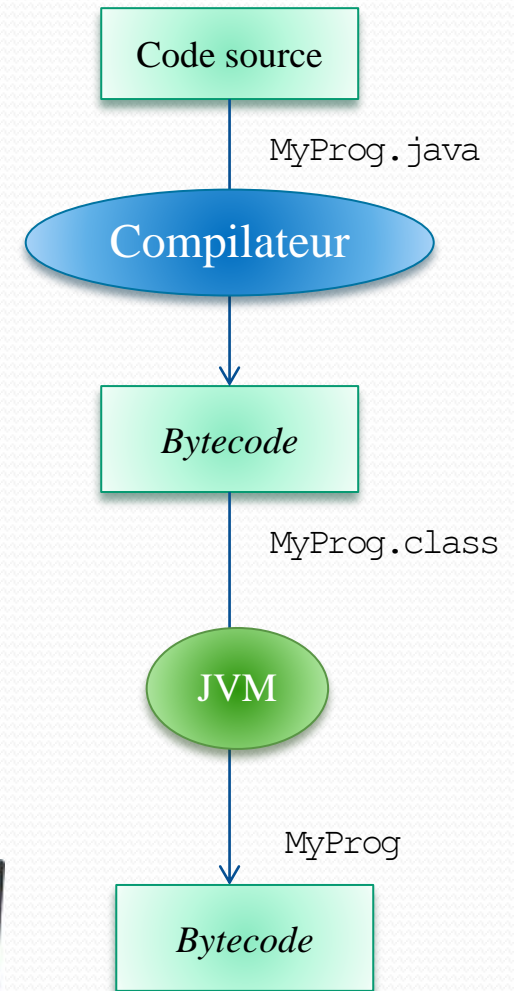 Code source
MyProg.java
Compilateur
Bytecode
MyProg.class
JVM
MyProg
Bytecode